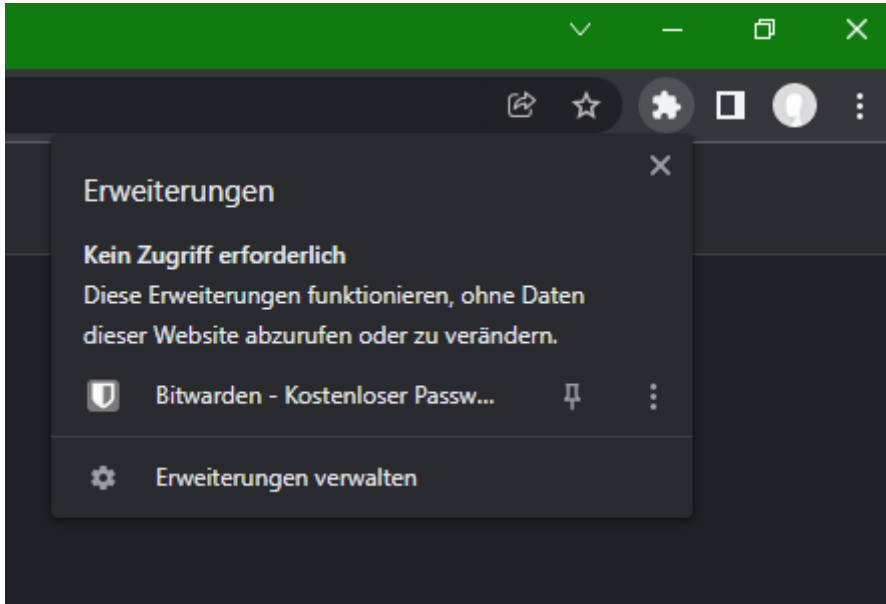 Erweiterungen
Kein Zugriff erforderlich
Diese Erweiterungen funktionieren, ohne Daten
dieser Website abzurufen oder zu verändern.
Bitwarden - Kostenloser Passw...
Erweiterungen verwalten